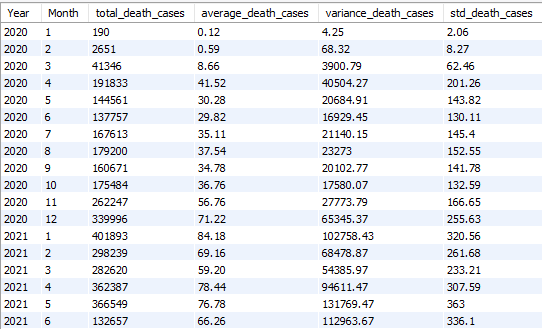 Year Month total_death_cases average_death_cases variance_death_cases std_death_cases
2020 1 190 0.12 4.25 2.06
2020 2 2651 0.59 68.32 8.27
2020 3 41346 8.66 3900.79 62.46
2020 4 191833 41.52 40504.27 201.26
2020 5 144561 30.28 20684.91 143.82
2020 6 137757 29.82 16929.45 130.11
2020 7 167613 35.11 21140.15 145.4
2020 8 179200 37.54 23273 152.55
2020 9 160671 34.78 20102.77 141.78
2020 10 175484 36.76 17580.07 132.59
2020 11 262247 56.76 27773.79 166.65
2020 12 339996 71.22 65345.37 255.63
2021 1 401893 84.18 102758.43 320.56
2021 2 298239 69.16 68478.87 261.68
2021 3 282620 59.20 54385.97 233.21
2021 4 362387 78.44 94611.47 307.59
2021 5 366549 76.78 131769.47 363
2021 6 132657 66.26 112963.67 336.1